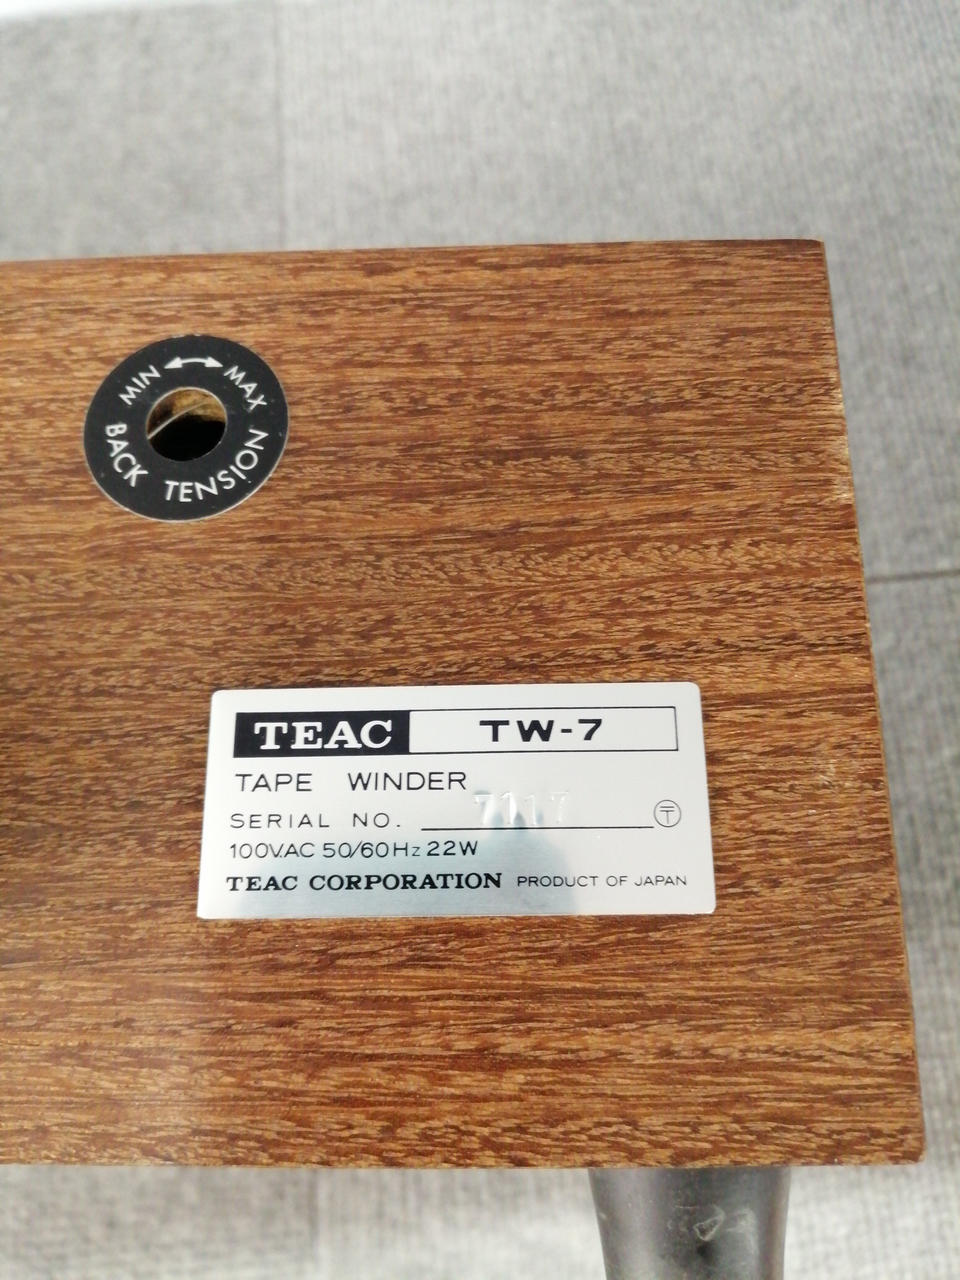 MIN ↔ MAX
BACK TENSION
TEAC TW-7
TAPE WINDER
SERIAL NO. 7117
100V.AC 50/60Hz 22W
TEAC CORPORATION PRODUCT OF JAPAN